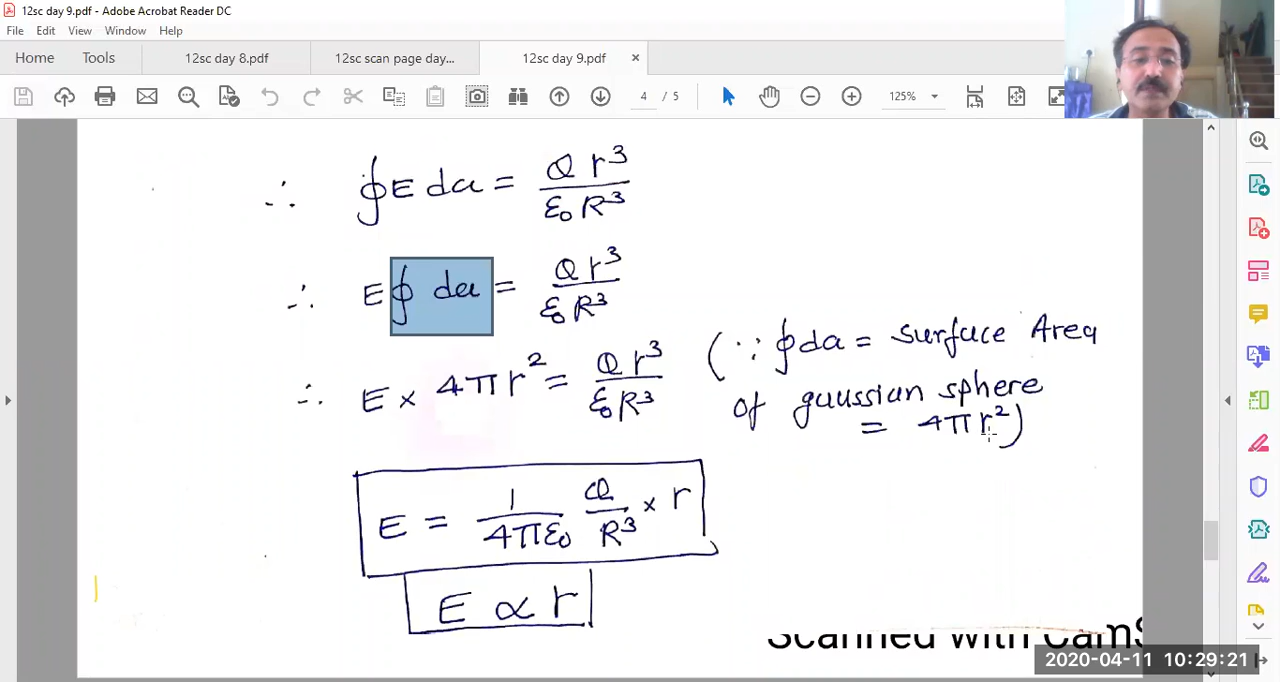 12sc day 9.pdf - Adobe Acrobat Reader DC
File Edit View Window Help
Home Tools 12sc day 8.pdf 12sc scan page day... 12sc day 9.pdf ×
4 / 5 125%
∴ ∮E da = Q r³ / ε₀ R³
∴ E ∮ da = Q r³ / ε₀ R³
(∵ ∮da = surface Area
∴ E × 4π r² = Q r³ / ε₀ R³
of gaussian sphere
= 4π r²)
E = 1 / 4πε₀ Q / R³ × r
E ∝ r
Scanned with CamS
2020-04-11 10:29:21